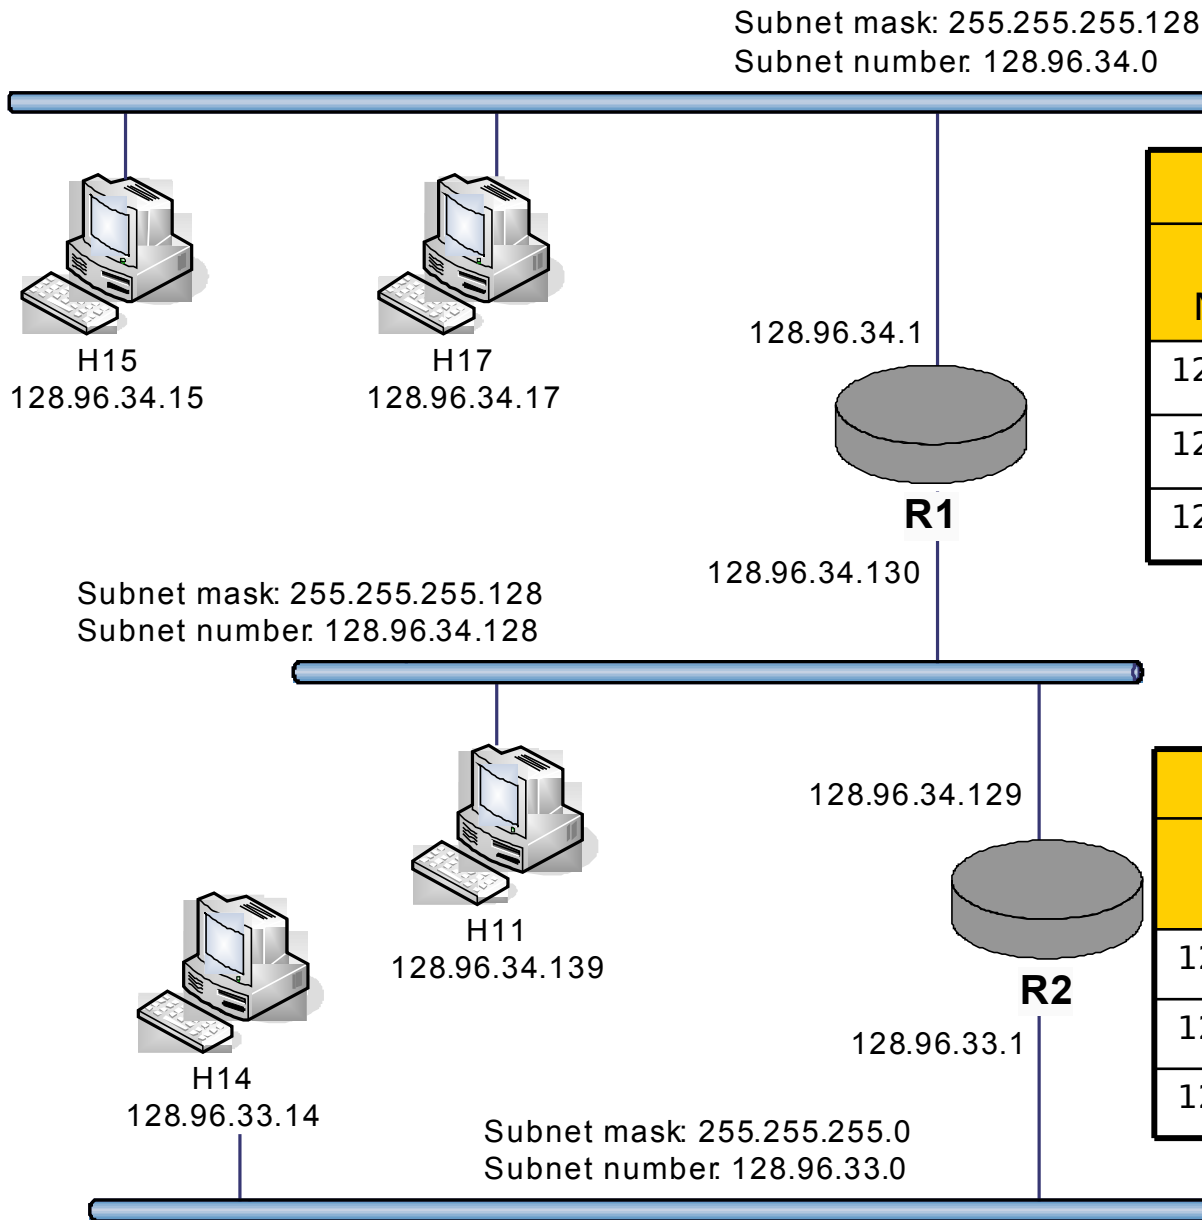 Subnet mask: 255.255.255.128
Subnet number: 128.96.34.0
H15
128.96.34.15
H17
128.96.34.17
128.96.34.1
R1
128.96.34.130
Subnet mask: 255.255.255.128
Subnet number: 128.96.34.128
128.96.34.129
H11
128.96.34.139
R2
128.96.33.1
H14
128.96.33.14
Subnet mask: 255.255.255.0
Subnet number: 128.96.33.0